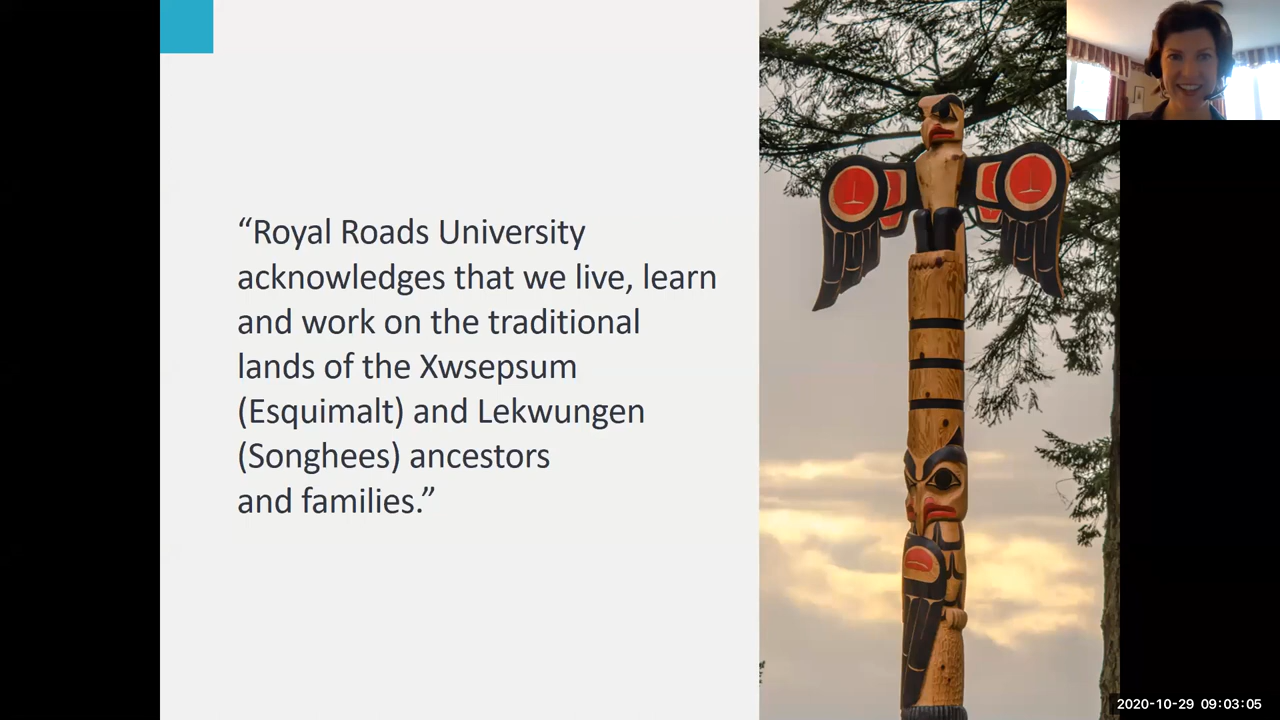 “Royal Roads University
acknowledges that we live, learn
and work on the traditional
lands of the Xwsepsum
(Esquimalt) and Lekwungen
(Songhees) ancestors
and families.”
2020-10-29 09:03:05